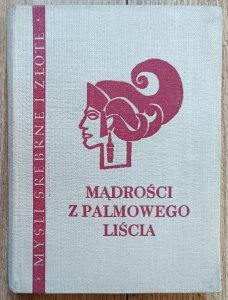 • MYŚLI SREBRNE I ZŁOTE •
MĄDROŚCI
Z PALMOWEGO
LIŚCIA